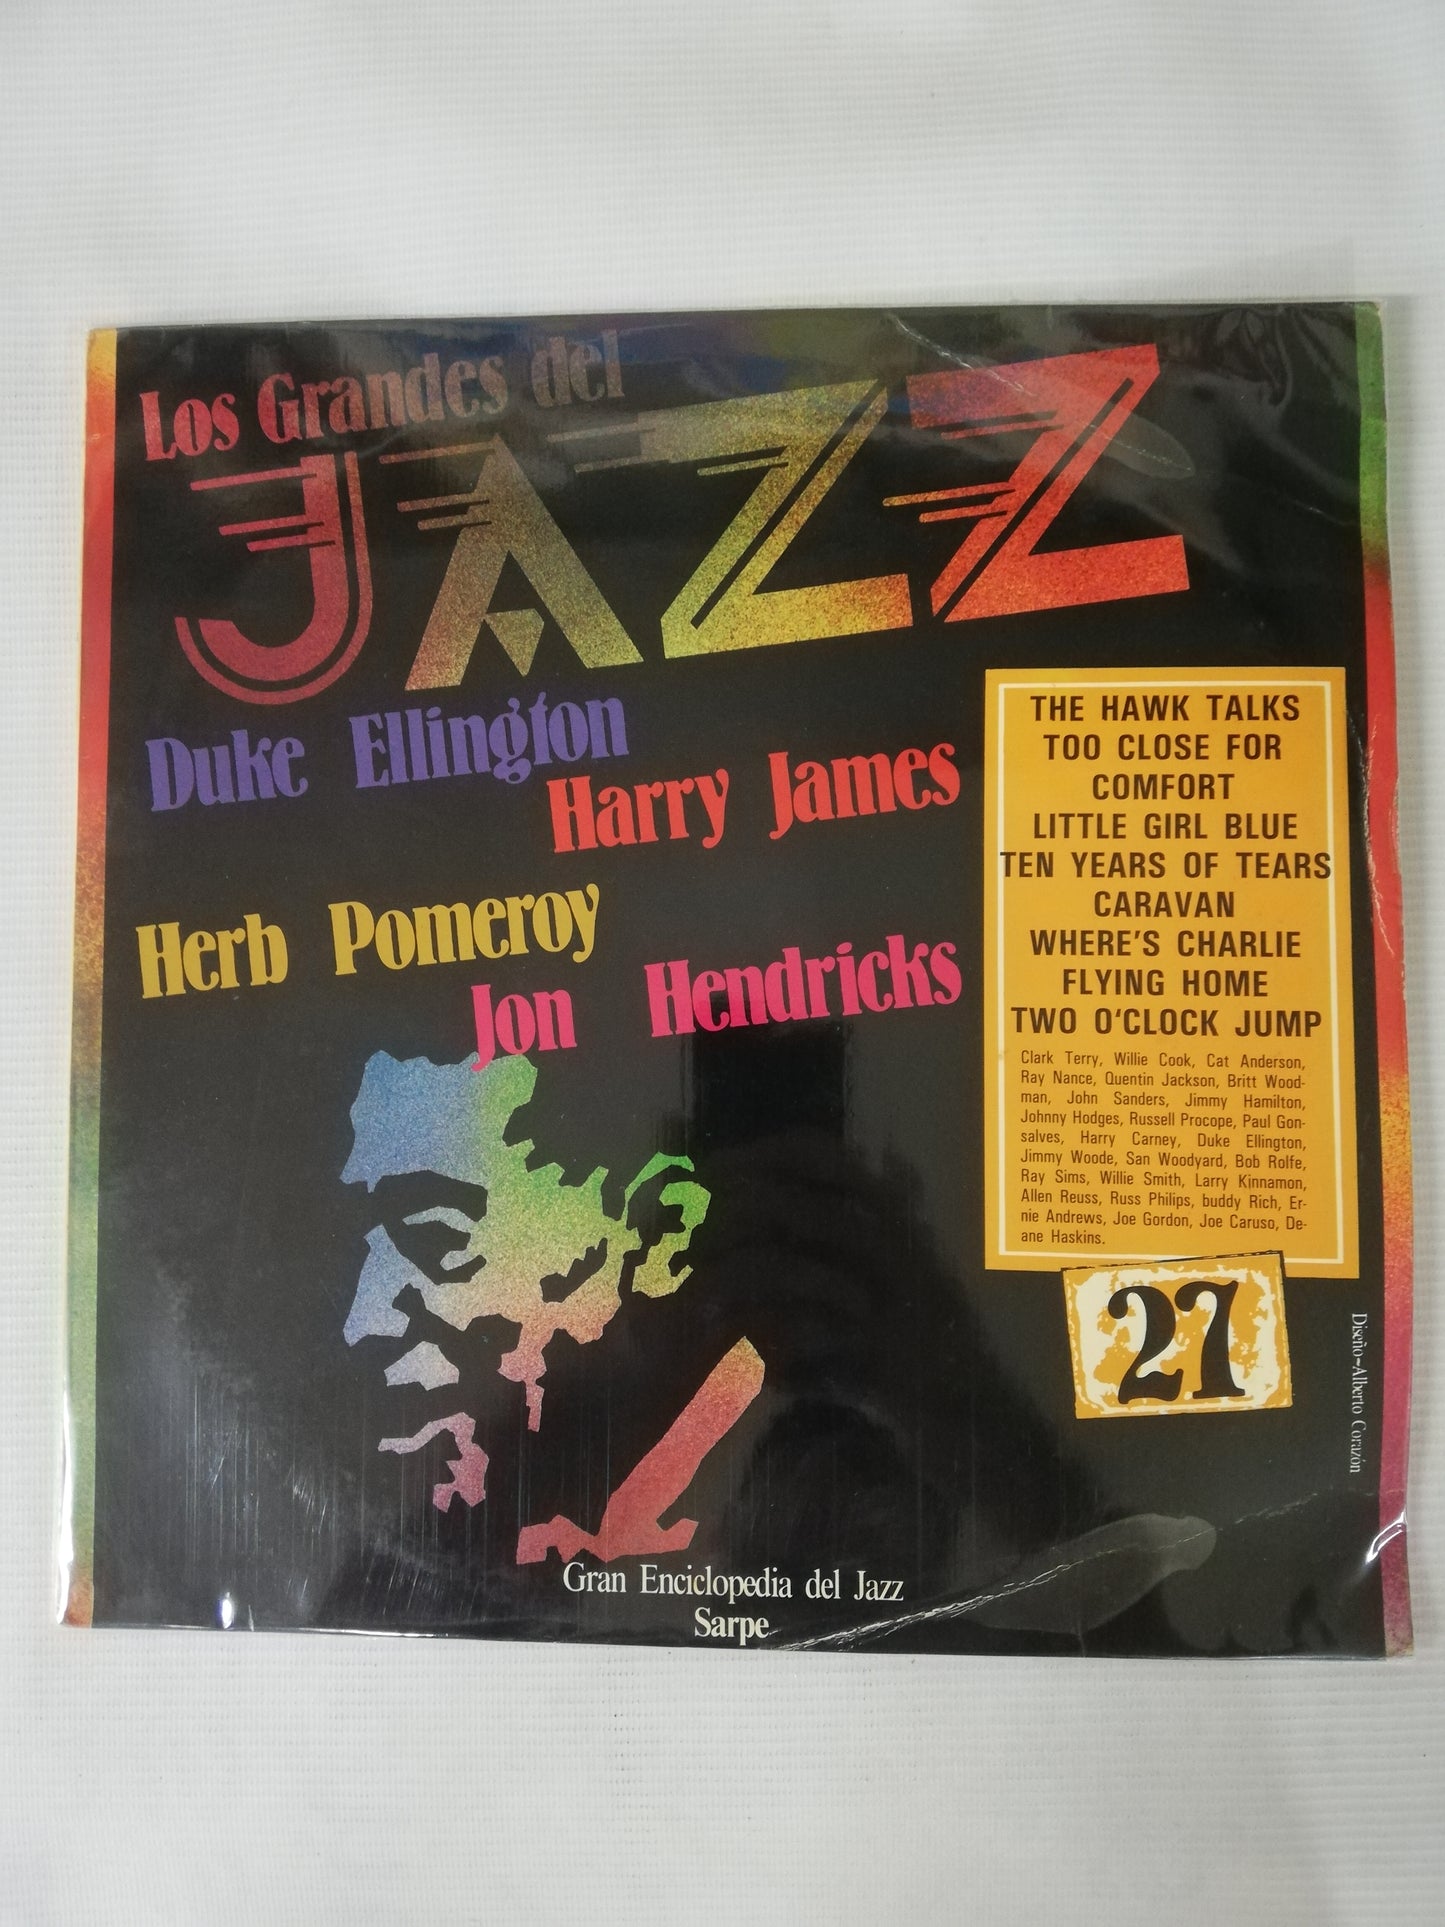 Los Grandes del
JAZZ
Duke Ellington
Harry James
Herb Pomeroy
Jon Hendricks
THE HAWK TALKS
TOO CLOSE FOR
COMFORT
LITTLE GIRL BLUE
TEN YEARS OF TEARS
CARAVAN
WHERE'S CHARLIE
FLYING HOME
TWO O'CLOCK JUMP
Clark Terry, Willie Cook, Cat Anderson,
Ray Nance, Quentin Jackson, Britt Wood-
man, John Sanders, Jimmy Hamilton,
Johnny Hodges, Russell Procope, Paul Gon-
salves, Harry Carney, Duke Ellington,
Jimmy Woode, San Woodyard, Bob Rolfe,
Ray Sims, Willie Smith, Larry Kinnamon,
Allen Reuss, Russ Philips, buddy Rich, Er-
nie Andrews, Joe Gordon, Joe Caruso, De-
ane Haskins.
27
Diseño-Alberto Corazón
Gran Enciclopedia del Jazz
Sarpe